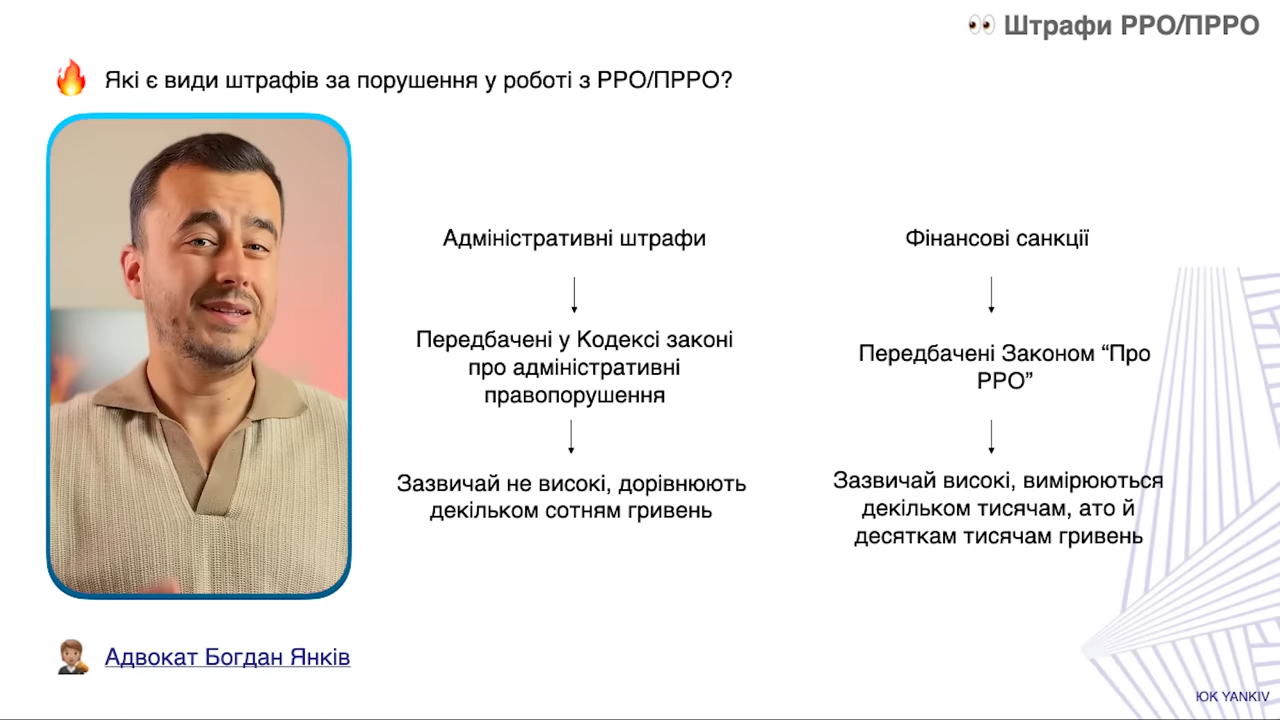 👀 Штрафи РРО/ПРРО
🔥 Які є види штрафів за порушення у роботі з РРО/ПРРО?
Адміністративні штрафи
Передбачені у Кодексі законі
про адміністративні
правопорушення
Зазвичай не високі, дорівнюють
декільком сотням гривень
Фінансові санкції
Передбачені Законом “Про
РРО”
Зазвичай високі, вимірюються
декільком тисячам, ато й
десяткам тисячам гривень
Адвокат Богдан Янків
ЮК YANKIV